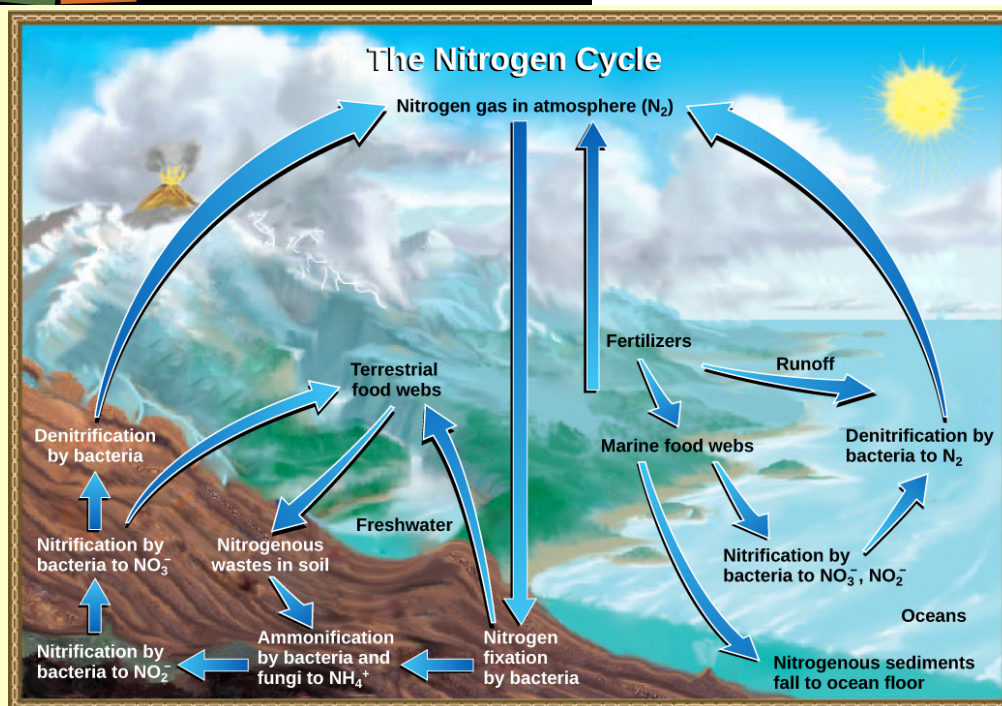 The Nitrogen Cycle
Nitrogen gas in atmosphere (N₂)
Fertilizers
Runoff
Terrestrial
food webs
Denitrification
by bacteria
Marine food webs
Denitrification by
bacteria to N₂
Freshwater
Nitrification by
bacteria to NO₃⁻
Nitrogenous
wastes in soil
Nitrification by
bacteria to NO₃⁻, NO₂⁻
Oceans
Nitrification by
bacteria to NO₂⁻
Ammonification
by bacteria and
fungi to NH₄⁺
Nitrogen
fixation
by bacteria
Nitrogenous sediments
fall to ocean floor